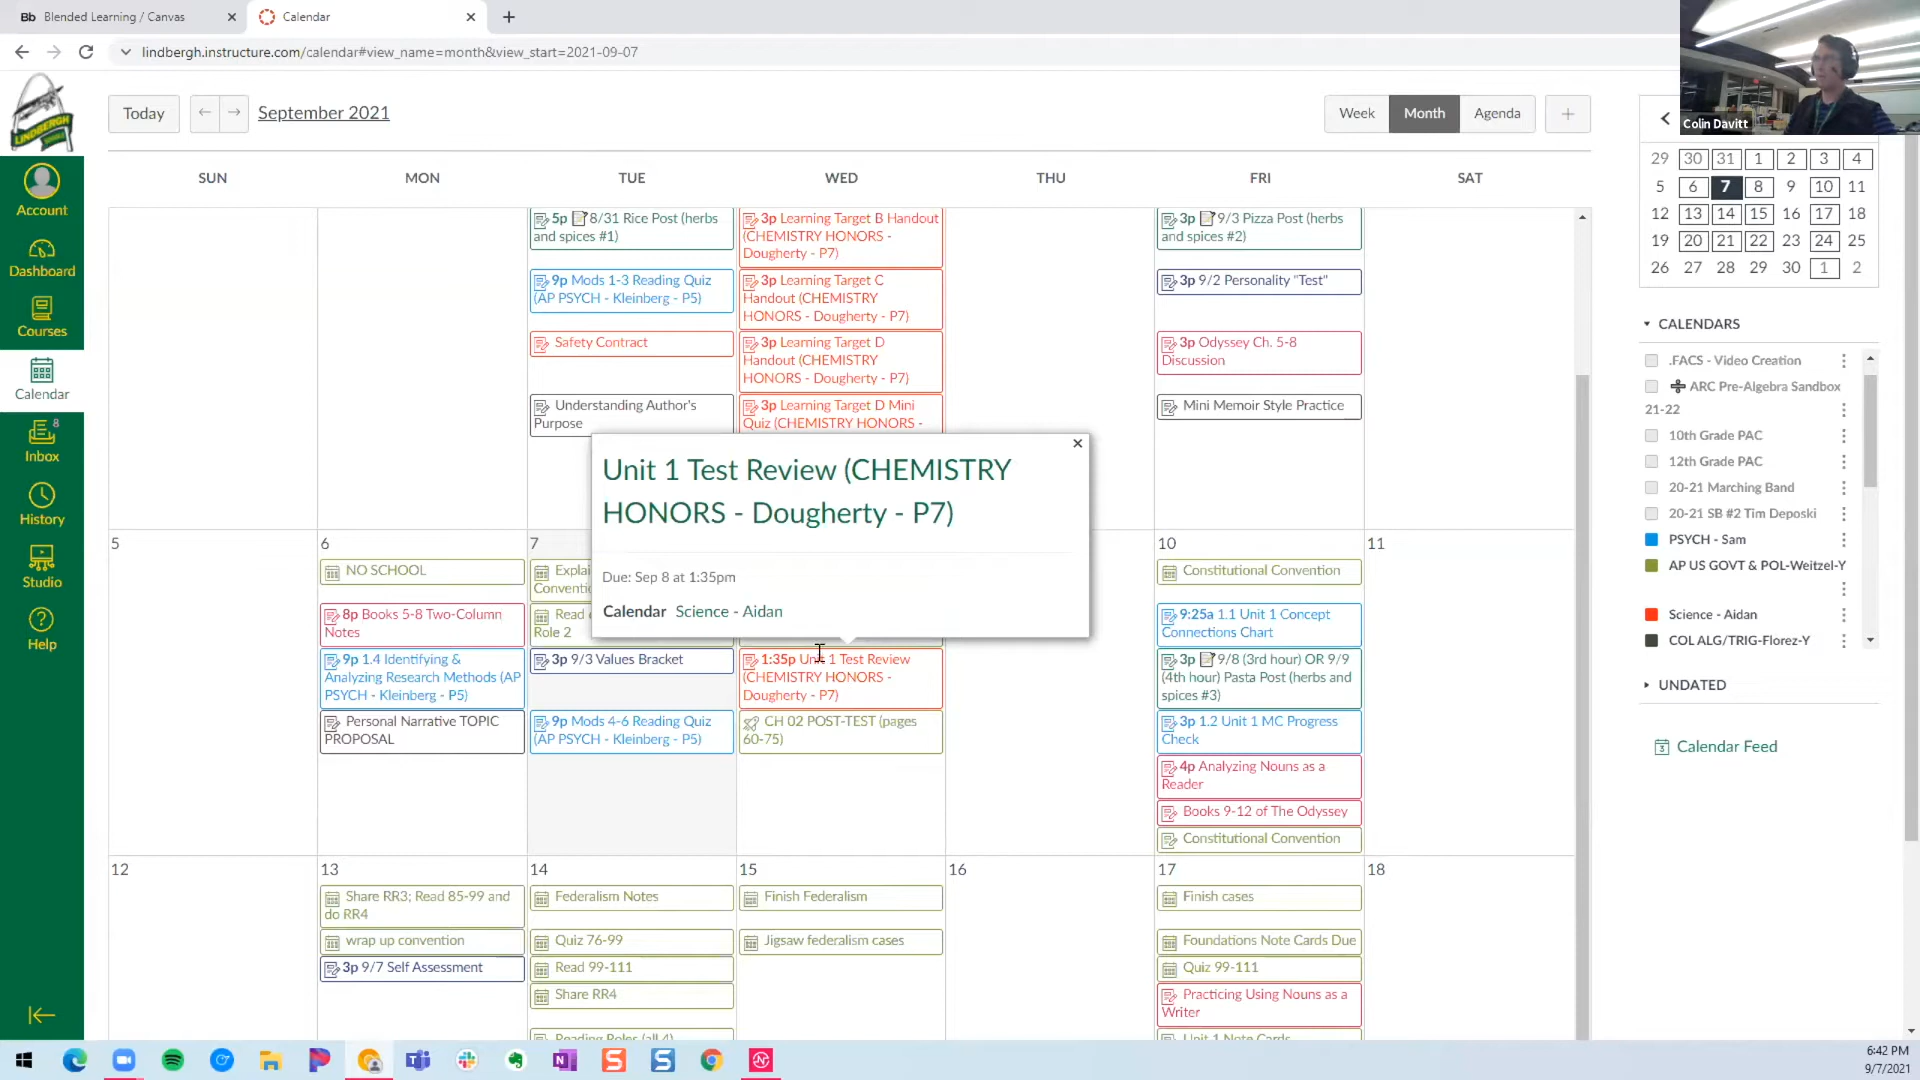 Bb Blended Learning / Canvas
Calendar
lindbergh.instructure.com/calendar#view_name=month&view_start=2021-09-07
Colin Davitt
LINDBERGH
Account
Dashboard
Courses
Calendar
8
Inbox
History
Studio
Help
Today
September 2021
Week
Month
Agenda
SUN MON TUE WED THU FRI SAT
5p 8/31 Rice Post (herbs
and spices #1)
9p Mods 1-3 Reading Quiz
(AP PSYCH - Kleinberg - P5)
Safety Contract
Understanding Author's
Purpose
3p Learning Target B Handout
(CHEMISTRY HONORS -
Dougherty - P7)
3p Learning Target C
Handout (CHEMISTRY
HONORS - Dougherty - P7)
3p Learning Target D
Handout (CHEMISTRY
HONORS - Dougherty - P7)
3p Learning Target D Mini
Quiz (CHEMISTRY HONORS -
3p 9/3 Pizza Post (herbs
and spices #2)
3p 9/2 Personality "Test"
3p Odyssey Ch. 5-8
Discussion
Mini Memoir Style Practice
Unit 1 Test Review (CHEMISTRY
HONORS - Dougherty - P7)
Due: Sep 8 at 1:35pm
Calendar Science - Aidan
5
6
NO SCHOOL
8p Books 5-8 Two-Column
Notes
9p 1.4 Identifying &
Analyzing Research Methods (AP
PSYCH - Kleinberg - P5)
Personal Narrative TOPIC
PROPOSAL
7
Role 2
3p 9/3 Values Bracket
9p Mods 4-6 Reading Quiz
(AP PSYCH - Kleinberg - P5)
1:35p Unit 1 Test Review
(CHEMISTRY HONORS -
Dougherty - P7)
CH 02 POST-TEST (pages
60-75)
10
Constitutional Convention
9:25a 1.1 Unit 1 Concept
Connections Chart
3p 9/8 (3rd hour) OR 9/9
(4th hour) Pasta Post (herbs
and spices #3)
3p 1.2 Unit 1 MC Progress
Check
4p Analyzing Nouns as a
Reader
Books 9-12 of The Odyssey
Constitutional Convention
11
12
13
Share RR3; Read 85-99 and
do RR4
wrap up convention
3p 9/7 Self Assessment
14
Federalism Notes
Quiz 76-99
Read 99-111
Share RR4
Reading Roles (all 4)
15
Finish Federalism
Jigsaw federalism cases
16
17
Finish cases
Foundations Note Cards Due
Quiz 99-111
Practicing Using Nouns as a
Writer
Unit 1 Note Cards
18
29 30 31 1 2 3 4
5 6 7 8 9 10 11
12 13 14 15 16 17 18
19 20 21 22 23 24 25
26 27 28 29 30 1 2
CALENDARS
.FACS - Video Creation
ARC Pre-Algebra Sandbox
21-22
10th Grade PAC
12th Grade PAC
20-21 Marching Band
20-21 SB #2 Tim Deposki
PSYCH - Sam
AP US GOVT & POL-Weitzel-Y
Science - Aidan
COL ALG/TRIG-Florez-Y
UNDATED
3 Calendar Feed
6:42 PM
9/7/2021